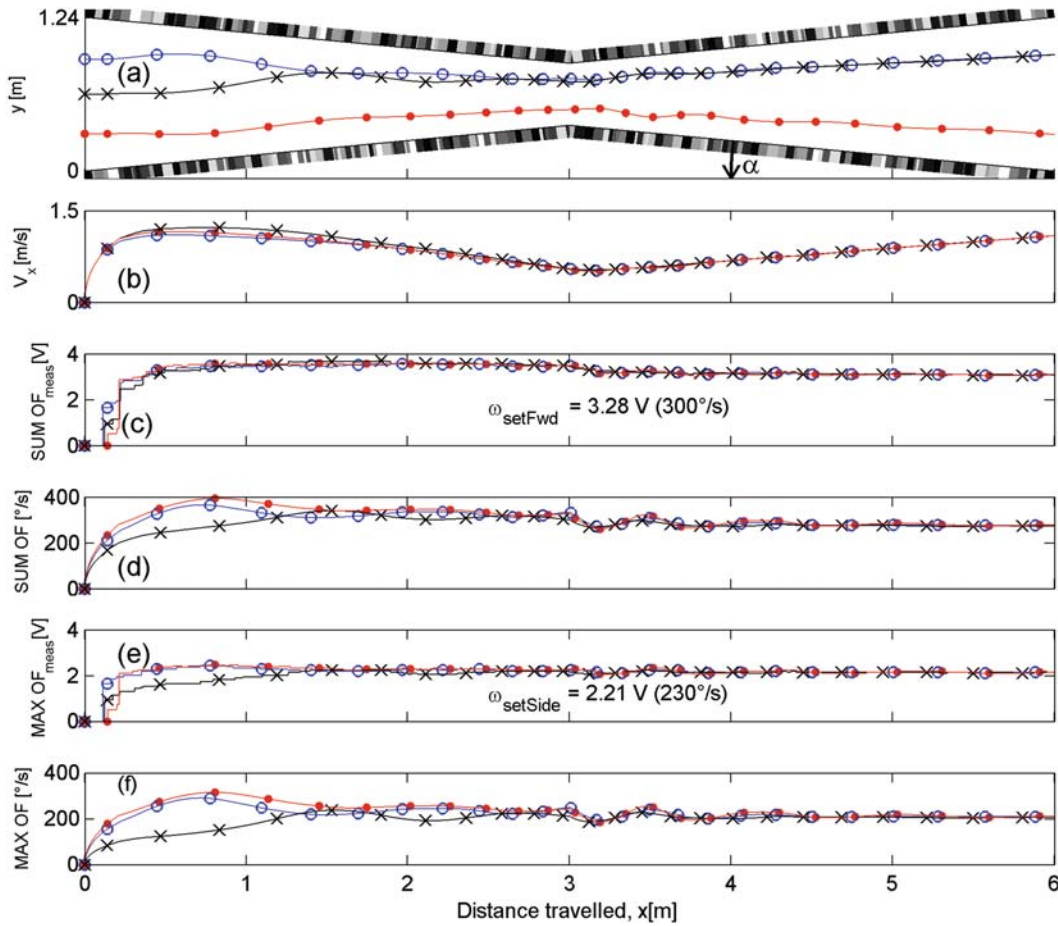 1.24
(a)
y [m]
0
α
1.5
V_x [m/s]
(b)
0
4
SUM OF_meas [V]
2
(c)
ω_setFwd = 3.28 V (300°/s)
0
400
SUM OF [°/s]
200
(d)
0
4
MAX OF_meas [V]
(e)
2
ω_setSide = 2.21 V (230°/s)
0
400
(f)
MAX OF [°/s]
200
0
0 1 2 3 4 5 6
Distance travelled, x[m]